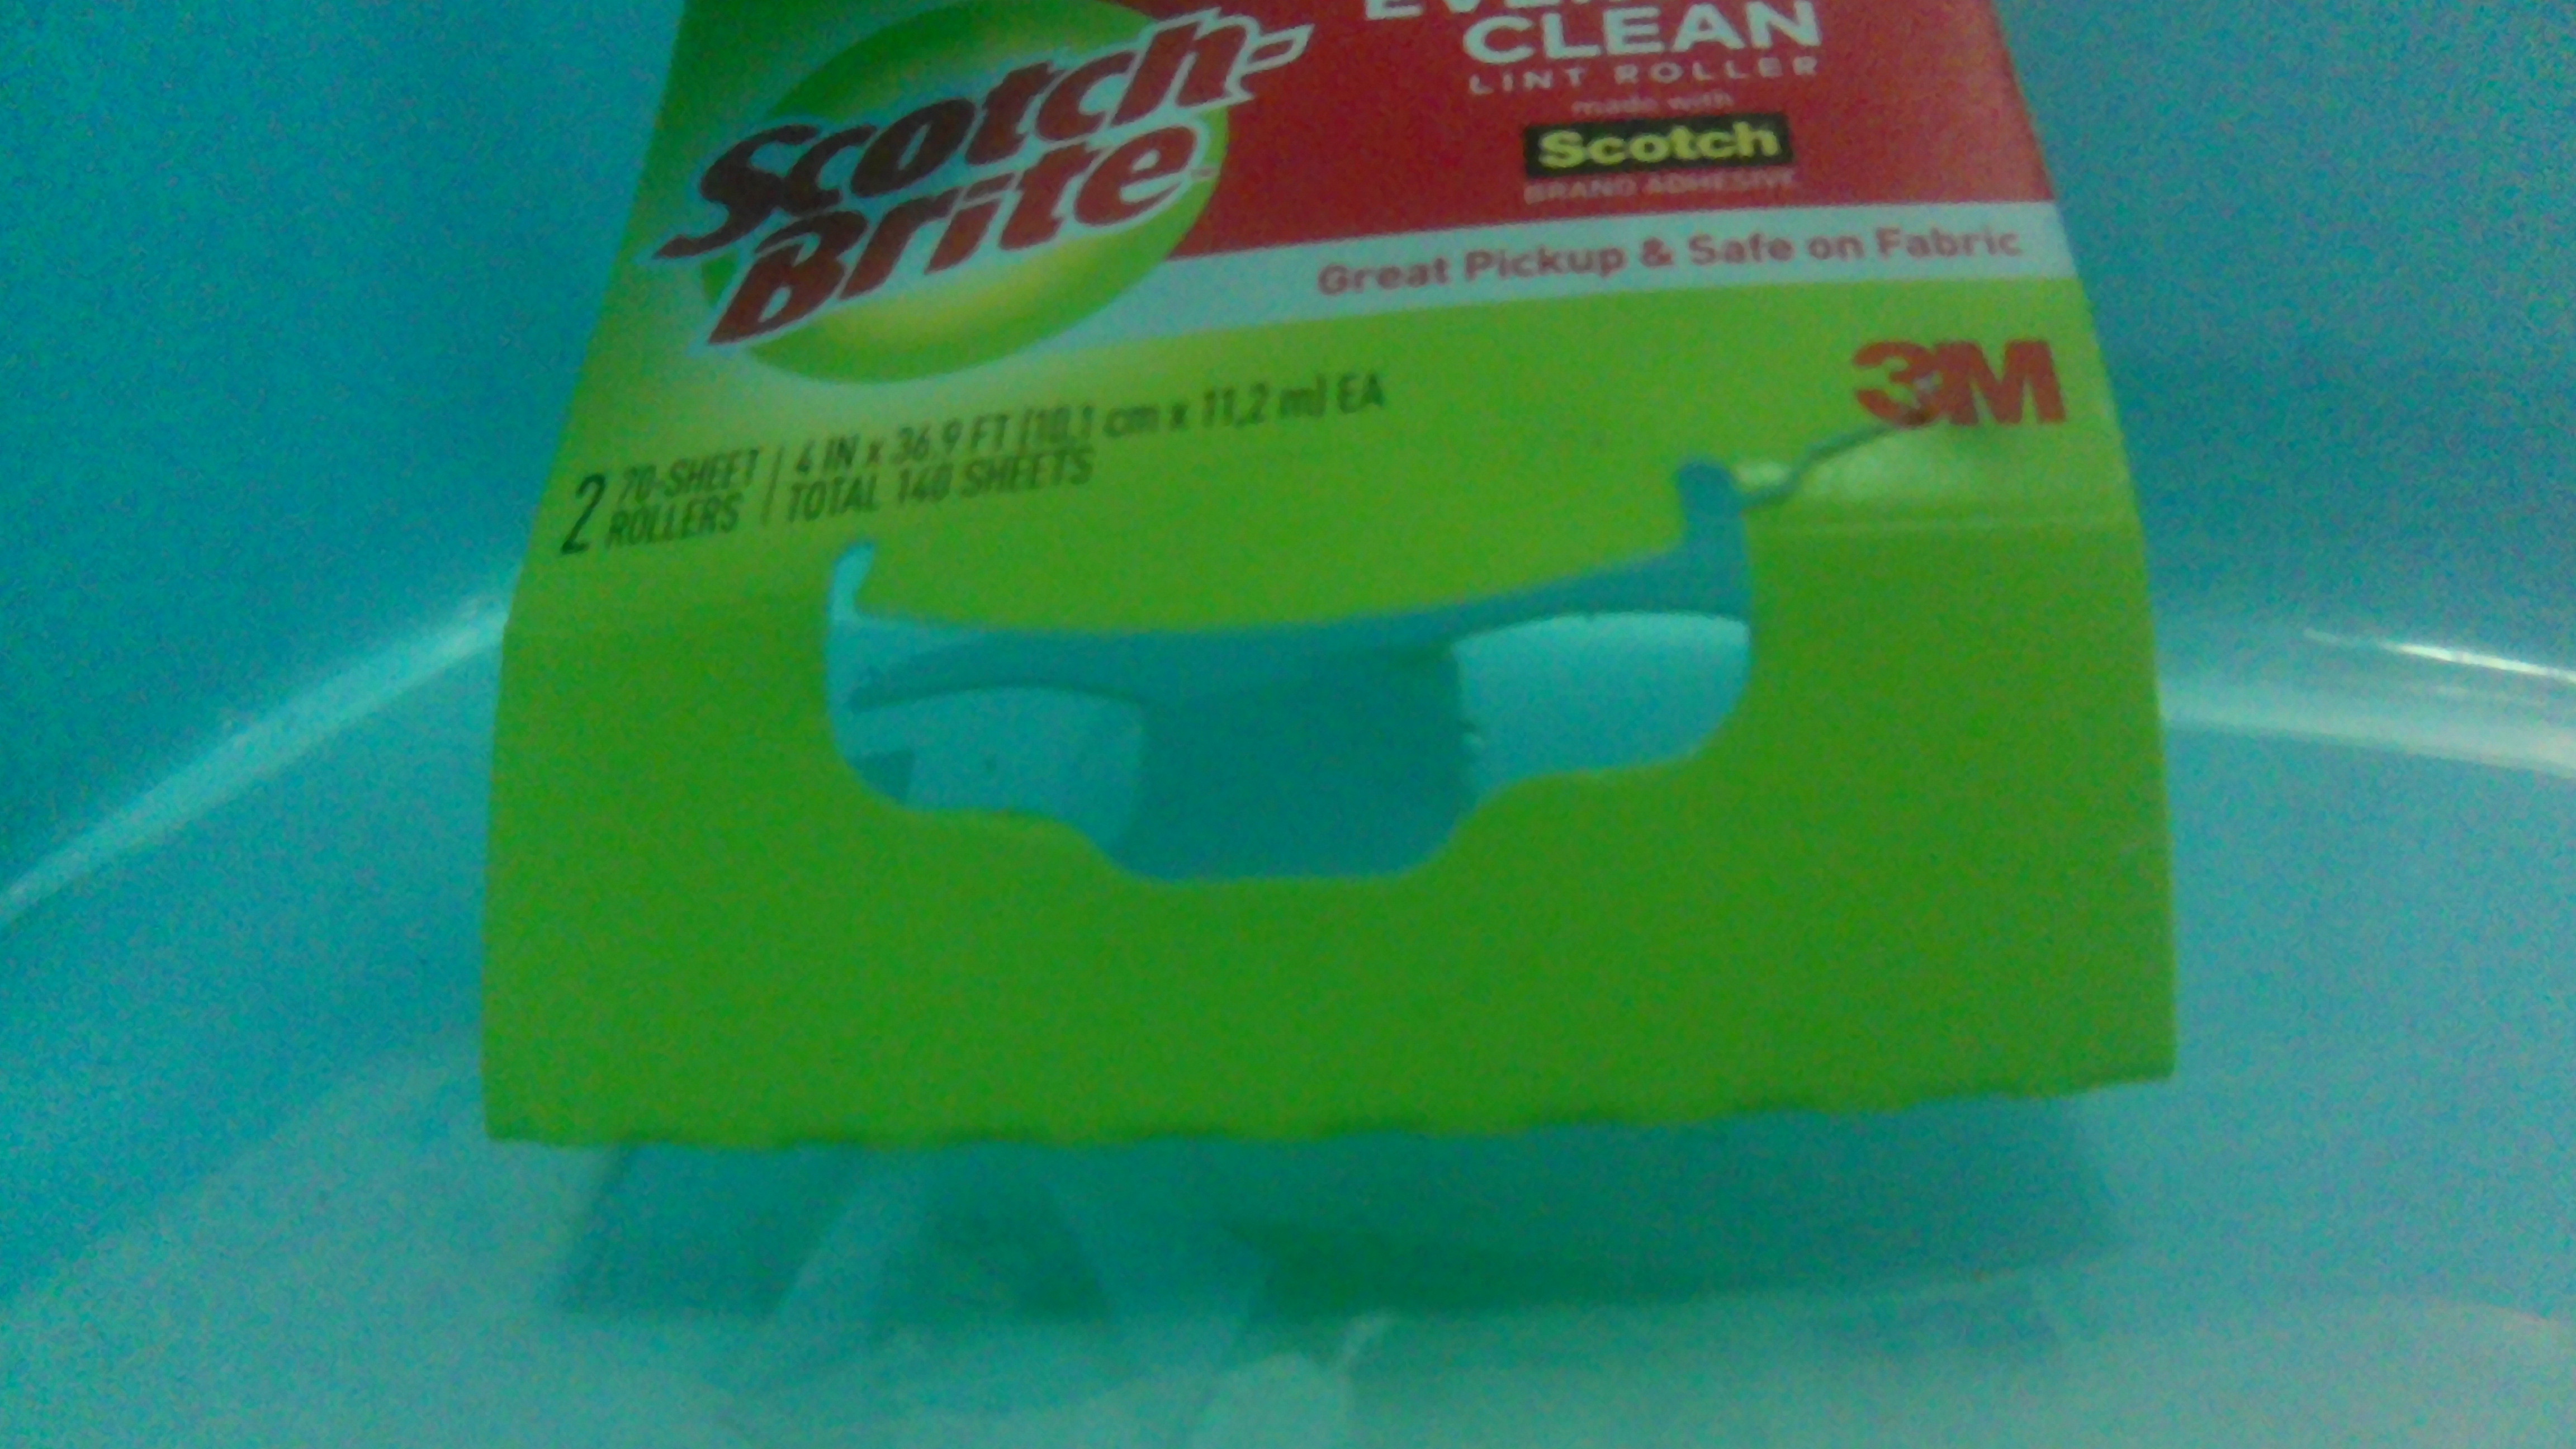 CLEAN
LINT ROLLER
made with
Scotch
BRAND ADHESIVE
Scotch-
Brite
Great Pickup & Safe on Fabric
3M
2 70-SHEET ROLLERS
4 IN x 36.9 FT (10,1 cm x 11,2 m) EA
TOTAL 140 SHEETS